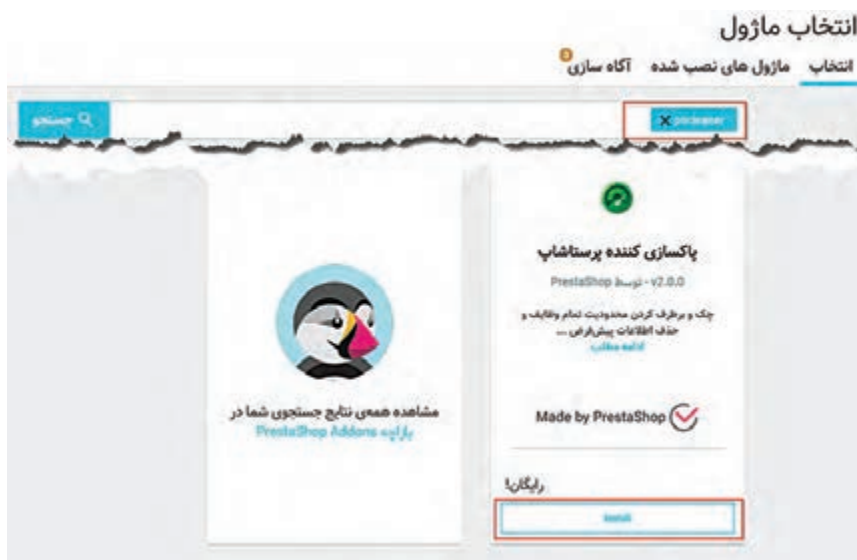 انتخاب ماژول
انتخاب ماژول های نصب شده آگاه سازی
pscleaner جستجو
پاکسازی کننده پرستاشاپ
v2.0.0 - توسط PrestaShop
چک و برطرف کردن محدودیت تمام وظایف و
حذف اطلاعات پیش‌فرض ...
ادامه مطلب
Made by PrestaShop
رایگان!
Install
مشاهده همه‌ی نتایج جستجوی شما در
بازارچه PrestaShop Addons